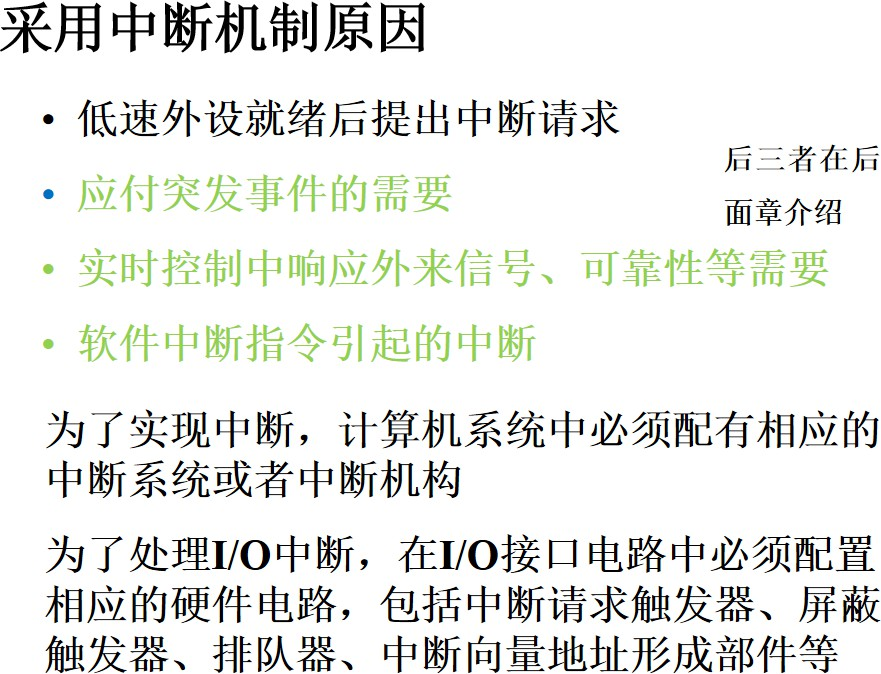 采用中断机制原因
• 低速外设就绪后提出中断请求
• 应付突发事件的需要
• 实时控制中响应外来信号、可靠性等需要
• 软件中断指令引起的中断
后三者在后
面章介绍
为了实现中断，计算机系统中必须配有相应的
中断系统或者中断机构
为了处理I/O中断，在I/O接口电路中必须配置
相应的硬件电路，包括中断请求触发器、屏蔽
触发器、排队器、中断向量地址形成部件等